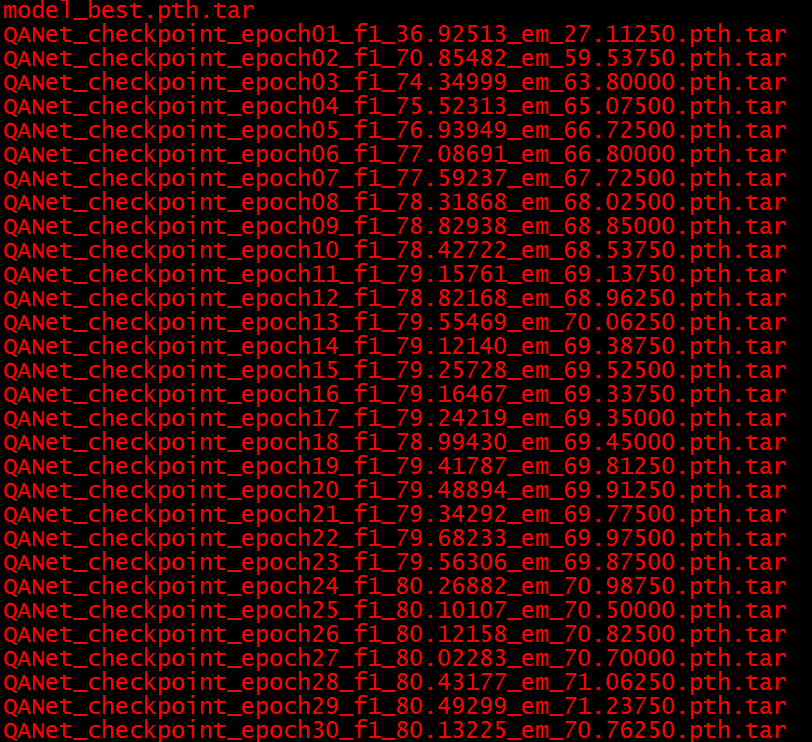 model_best.pth.tar
QANet_checkpoint_epoch01_f1_36.92513_em_27.11250.pth.tar
QANet_checkpoint_epoch02_f1_70.85482_em_59.53750.pth.tar
QANet_checkpoint_epoch03_f1_74.34999_em_63.80000.pth.tar
QANet_checkpoint_epoch04_f1_75.52313_em_65.07500.pth.tar
QANet_checkpoint_epoch05_f1_76.93949_em_66.72500.pth.tar
QANet_checkpoint_epoch06_f1_77.08691_em_66.80000.pth.tar
QANet_checkpoint_epoch07_f1_77.59237_em_67.72500.pth.tar
QANet_checkpoint_epoch08_f1_78.31868_em_68.02500.pth.tar
QANet_checkpoint_epoch09_f1_78.82938_em_68.85000.pth.tar
QANet_checkpoint_epoch10_f1_78.42722_em_68.53750.pth.tar
QANet_checkpoint_epoch11_f1_79.15761_em_69.13750.pth.tar
QANet_checkpoint_epoch12_f1_78.82168_em_68.96250.pth.tar
QANet_checkpoint_epoch13_f1_79.55469_em_70.06250.pth.tar
QANet_checkpoint_epoch14_f1_79.12140_em_69.38750.pth.tar
QANet_checkpoint_epoch15_f1_79.25728_em_69.52500.pth.tar
QANet_checkpoint_epoch16_f1_79.16467_em_69.33750.pth.tar
QANet_checkpoint_epoch17_f1_79.24219_em_69.35000.pth.tar
QANet_checkpoint_epoch18_f1_78.99430_em_69.45000.pth.tar
QANet_checkpoint_epoch19_f1_79.41787_em_69.81250.pth.tar
QANet_checkpoint_epoch20_f1_79.48894_em_69.91250.pth.tar
QANet_checkpoint_epoch21_f1_79.34292_em_69.77500.pth.tar
QANet_checkpoint_epoch22_f1_79.68233_em_69.97500.pth.tar
QANet_checkpoint_epoch23_f1_79.56306_em_69.87500.pth.tar
QANet_checkpoint_epoch24_f1_80.26882_em_70.98750.pth.tar
QANet_checkpoint_epoch25_f1_80.10107_em_70.50000.pth.tar
QANet_checkpoint_epoch26_f1_80.12158_em_70.82500.pth.tar
QANet_checkpoint_epoch27_f1_80.02283_em_70.70000.pth.tar
QANet_checkpoint_epoch28_f1_80.43177_em_71.06250.pth.tar
QANet_checkpoint_epoch29_f1_80.49299_em_71.23750.pth.tar
QANet_checkpoint_epoch30_f1_80.13225_em_70.76250.pth.tar